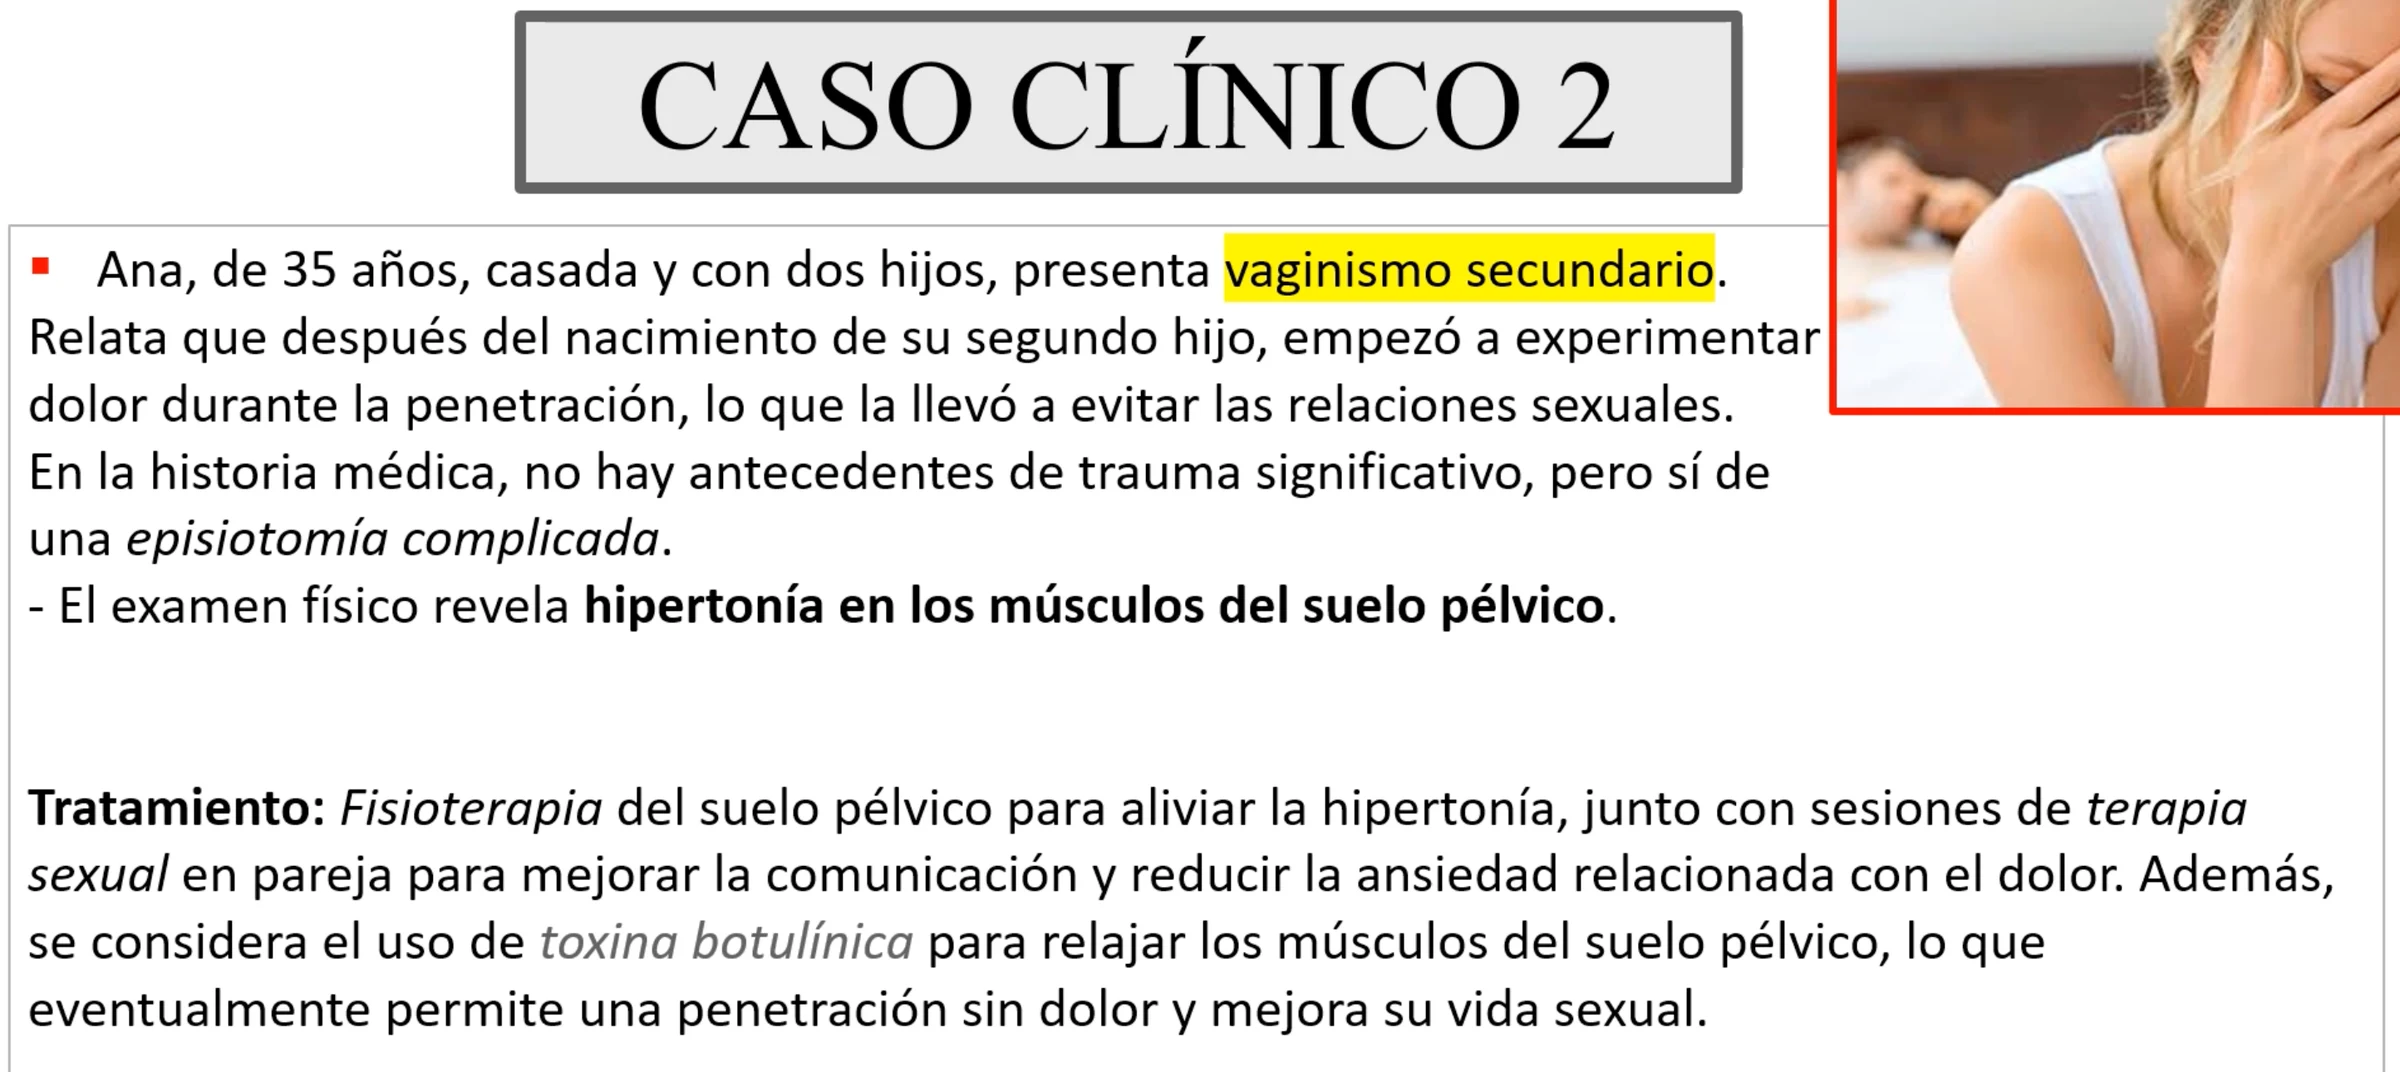 CASO CLÍNICO 2
▪ Ana, de 35 años, casada y con dos hijos, presenta vaginismo secundario.
Relata que después del nacimiento de su segundo hijo, empezó a experimentar
dolor durante la penetración, lo que la llevó a evitar las relaciones sexuales.
En la historia médica, no hay antecedentes de trauma significativo, pero sí de
una episiotomía complicada.
- El examen físico revela hipertonía en los músculos del suelo pélvico.
Tratamiento: Fisioterapia del suelo pélvico para aliviar la hipertonía, junto con sesiones de terapia
sexual en pareja para mejorar la comunicación y reducir la ansiedad relacionada con el dolor. Además,
se considera el uso de toxina botulínica para relajar los músculos del suelo pélvico, lo que
eventualmente permite una penetración sin dolor y mejora su vida sexual.